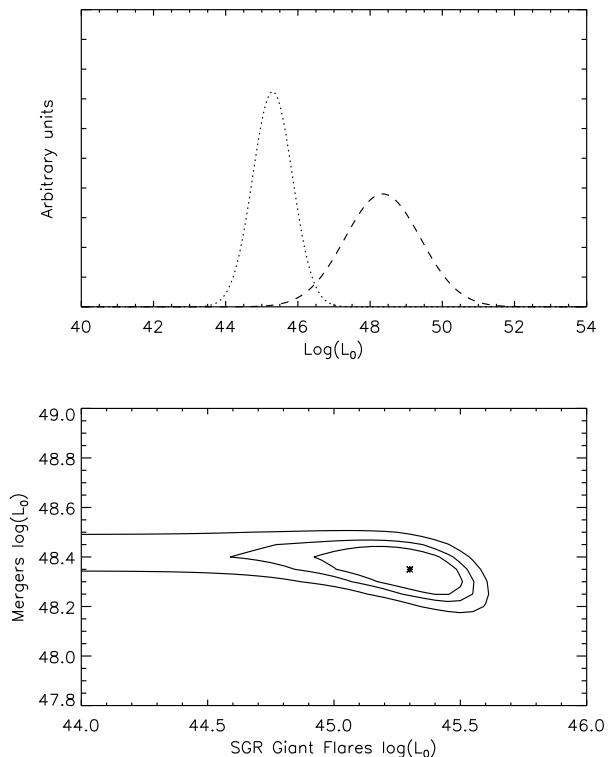 Arbitrary units
40 42 44 46 48 50 52 54
Log(L₀)
49.0
48.8
48.6
48.4
48.2
48.0
47.8
Mergers log(L₀)
44.0 44.5 45.0 45.5 46.0
SGR Giant Flares log(L₀)